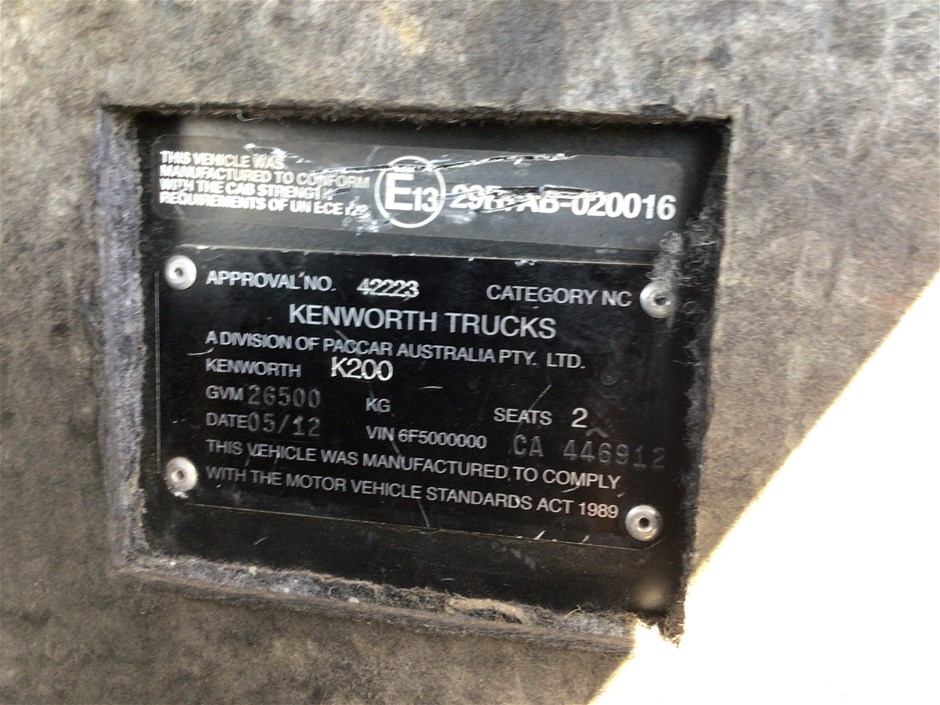 THIS VEHICLE WAS
MANUFACTURED TO CONFORM
WITH THE CAB STRENGTH
REQUIREMENTS OF UN ECE
E13
020016
APPROVAL NO. 42223 CATEGORY NC
KENWORTH TRUCKS
A DIVISION OF PACCAR AUSTRALIA PTY. LTD.
KENWORTH K200
GVM 26500 KG SEATS 2
DATE 05/12 VIN 6F5000000 CA 446912
THIS VEHICLE WAS MANUFACTURED TO COMPLY
WITH THE MOTOR VEHICLE STANDARDS ACT 1989